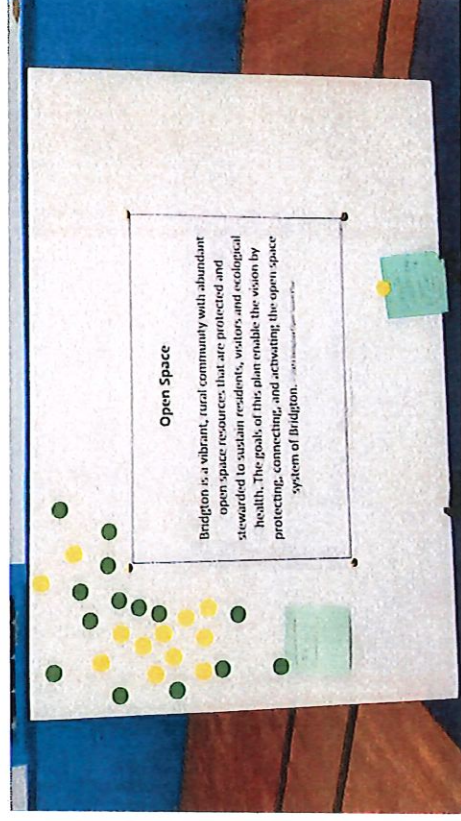 Open Space
Bridgton is a vibrant, rural community with abundant
open space resources that are protected and
stewarded to sustain residents, visitors and ecological
health. The goals of this plan enable the vision by
protecting, connecting, and activating the open space
system of Bridgton.